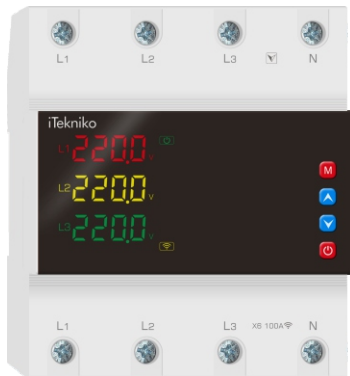 L1 L2 L3 N
iTekniko
L1 220.0 V
L2 220.0 V
L3 220.0 V
M
L1 L2 L3 X6 100A N